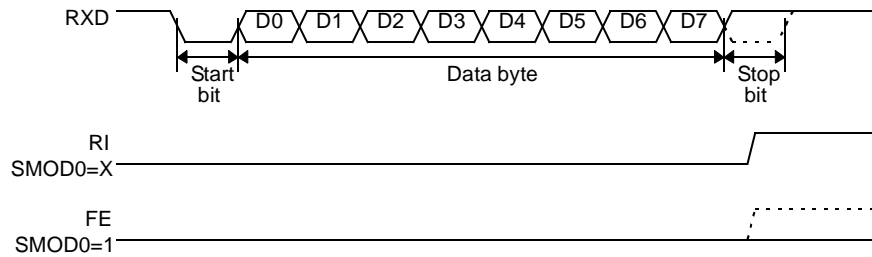 RXD
D0 D1 D2 D3 D4 D5 D6 D7
Start
bit
Data byte
Stop
bit
RI
SMOD0=X
FE
SMOD0=1